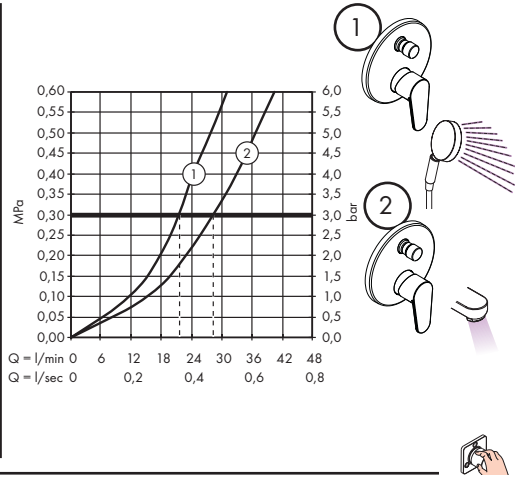 1
0,60 6,0
0,55 5,5
0,50 5,0
0,45 2 4,5
0,40 1 4,0
0,35 3,5
MPa 0,30 3,0 bar
2
0,25 2,5
0,20 2,0
0,15 1,5
0,10 1,0
0,05 0,5
0,00 0,0
Q = l/min 0 6 12 18 24 30 36 42 48
Q = l/sec 0 0,2 0,4 0,6 0,8